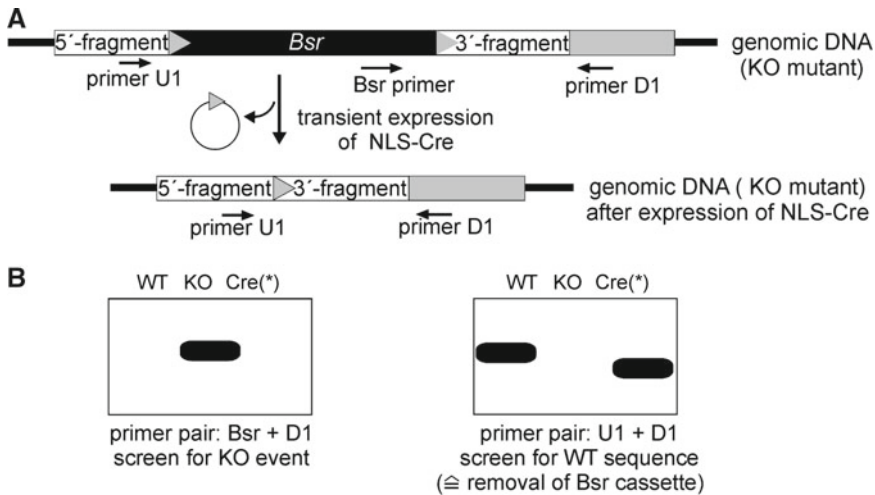 A
5´-fragment Bsr 3´-fragment
genomic DNA
(KO mutant)
primer U1
Bsr primer
primer D1
transient expression
of NLS-Cre
5´-fragment 3´-fragment
genomic DNA ( KO mutant)
after expression of NLS-Cre
primer U1
primer D1
B
WT KO Cre(*)
primer pair: Bsr + D1
screen for KO event
WT KO Cre(*)
primer pair: U1 + D1
screen for WT sequence
(≘ removal of Bsr cassette)